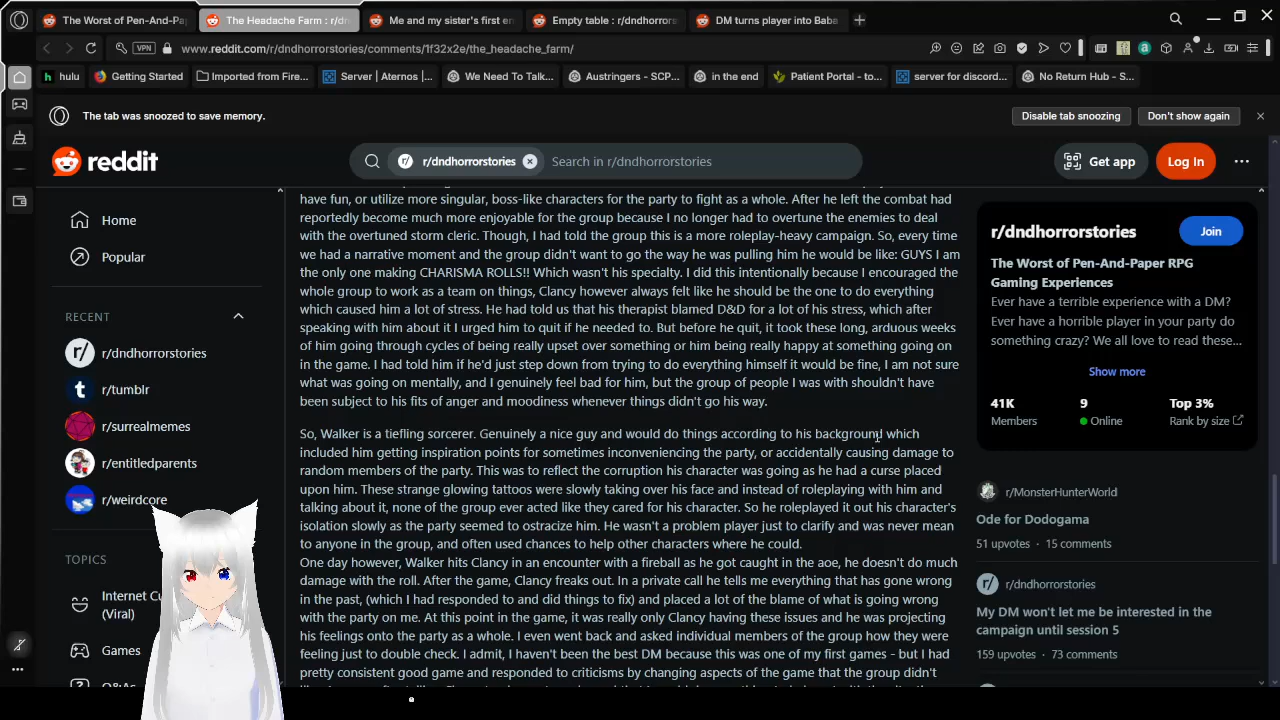 The Worst of Pen-And-Pa
The Headache Farm : r/dn
Me and my sister's first en
Empty table : r/dndhorrors
DM turns player into Baba
VPN
www.reddit.com/r/dndhorrorstories/comments/1f32x2e/the_headache_farm/
hulu
Getting Started
Imported from Fire...
Server | Aternos |...
We Need To Talk...
Austringers - SCP...
in the end
Patient Portal - to...
server for discord...
No Return Hub - S...
The tab was snoozed to save memory.
Disable tab snoozing
Don't show again
reddit
r/dndhorrorstories
Search in r/dndhorrorstories
Get app
Log In
Home
Popular
RECENT
r/dndhorrorstories
r/tumblr
r/surrealmemes
r/entitledparents
r/weirdcore
TOPICS
Internet Cu
(Viral)
Games
have fun, or utilize more singular, boss-like characters for the party to fight as a whole. After he left the combat had
reportedly become much more enjoyable for the group because I no longer had to overtune the enemies to deal
with the overtuned storm cleric. Though, I had told the group this is a more roleplay-heavy campaign. So, every time
we had a narrative moment and the group didn't want to go the way he was pulling him he would be like: GUYS I am
the only one making CHARISMA ROLLS!! Which wasn't his specialty. I did this intentionally because I encouraged the
whole group to work as a team on things, Clancy however always felt like he should be the one to do everything
which caused him a lot of stress. He had told us that his therapist blamed D&D for a lot of his stress, which after
speaking with him about it I urged him to quit if he needed to. But before he quit, it took these long, arduous weeks
of him going through cycles of being really upset over something or him being really happy at something going on
in the game. I had told him if he'd just step down from trying to do everything himself it would be fine, I am not sure
what was going on mentally, and I genuinely feel bad for him, but the group of people I was with shouldn't have
been subject to his fits of anger and moodiness whenever things didn't go his way.
So, Walker is a tiefling sorcerer. Genuinely a nice guy and would do things according to his background which
included him getting inspiration points for sometimes inconveniencing the party, or accidentally causing damage to
random members of the party. This was to reflect the corruption his character was going as he had a curse placed
upon him. These strange glowing tattoos were slowly taking over his face and instead of roleplaying with him and
talking about it, none of the group ever acted like they cared for his character. So he roleplayed it out his character's
isolation slowly as the party seemed to ostracize him. He wasn't a problem player just to clarify and was never mean
to anyone in the group, and often used chances to help other characters where he could.
One day however, Walker hits Clancy in an encounter with a fireball as he got caught in the aoe, he doesn't do much
damage with the roll. After the game, Clancy freaks out. In a private call he tells me everything that has gone wrong
in the past, (which I had responded to and did things to fix) and placed a lot of the blame of what is going wrong
with the party on me. At this point in the game, it was really only Clancy having these issues and he was projecting
his feelings onto the party as a whole. I even went back and asked individual members of the group how they were
feeling just to double check. I admit, I haven't been the best DM because this was one of my first games - but I had
pretty consistent good game and responded to criticisms by changing aspects of the game that the group didn't
r/dndhorrorstories
Join
The Worst of Pen-And-Paper RPG
Gaming Experiences
Ever have a terrible experience with a DM?
Ever have a horrible player in your party do
something crazy? We all love to read these...
Show more
41K
Members
9
Online
Top 3%
Rank by size
r/MonsterHunterWorld
Ode for Dodogama
51 upvotes · 15 comments
r/dndhorrorstories
My DM won't let me be interested in the
campaign until session 5
159 upvotes · 73 comments